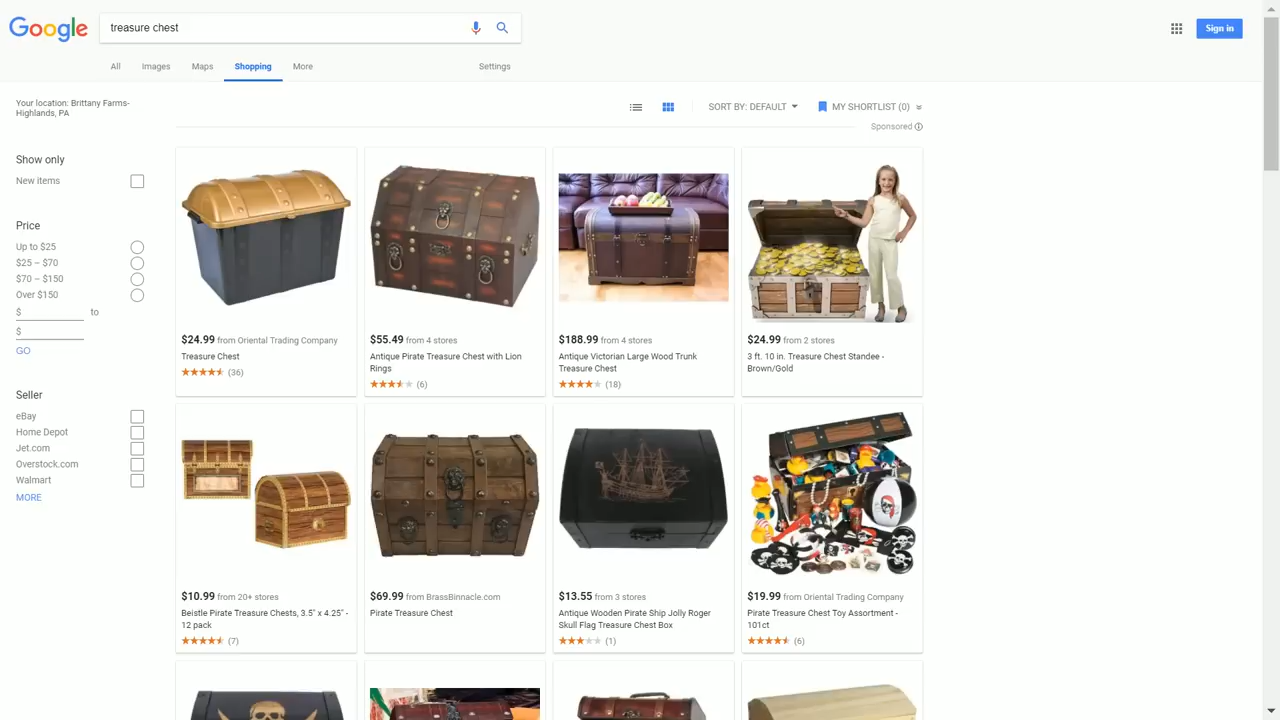 Google
treasure chest
Sign in
All Images Maps Shopping More Settings
Your location: Brittany Farms-
Highlands, PA
SORT BY: DEFAULT MY SHORTLIST (0)
Sponsored
Show only
New items
Price
Up to $25
$25 – $70
$70 – $150
Over $150
$ to
$
GO
Seller
eBay
Home Depot
Jet.com
Overstock.com
Walmart
MORE
$24.99 from Oriental Trading Company
Treasure Chest
(36)
$55.49 from 4 stores
Antique Pirate Treasure Chest with Lion
Rings
(6)
$188.99 from 4 stores
Antique Victorian Large Wood Trunk
Treasure Chest
(18)
$24.99 from 2 stores
3 ft. 10 in. Treasure Chest Standee -
Brown/Gold
$10.99 from 20+ stores
Beistle Pirate Treasure Chests, 3.5" x 4.25" -
12 pack
(7)
$69.99 from BrassBinnacle.com
Pirate Treasure Chest
$13.55 from 3 stores
Antique Wooden Pirate Ship Jolly Roger
Skull Flag Treasure Chest Box
(1)
$19.99 from Oriental Trading Company
Pirate Treasure Chest Toy Assortment -
101ct
(6)